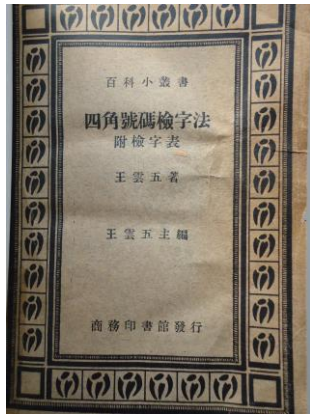 百科小叢書
四角號碼檢字法
附檢字表
王雲五著
王雲五主編
商務印書館發行